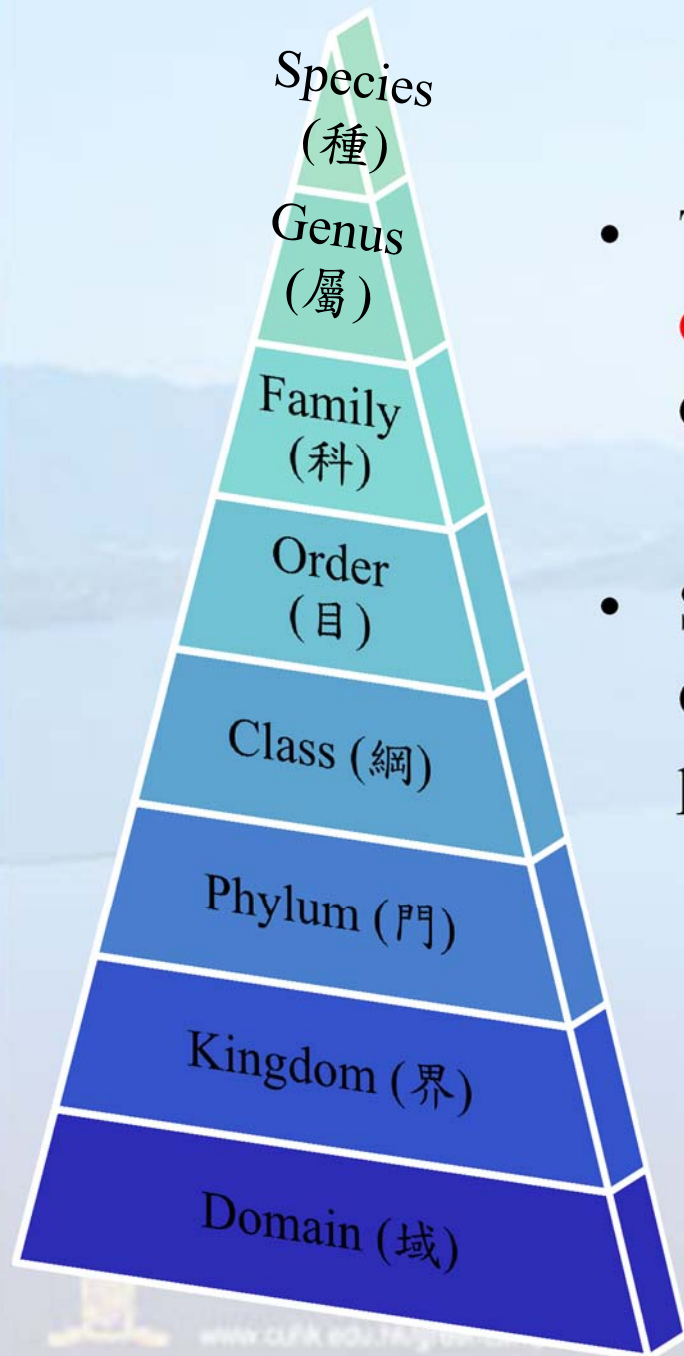 Species
(種)
Genus
(屬)
Family
(科)
Order
(目)
Class (綱)
Phylum (門)
Kingdom (界)
Domain (域)
•
•